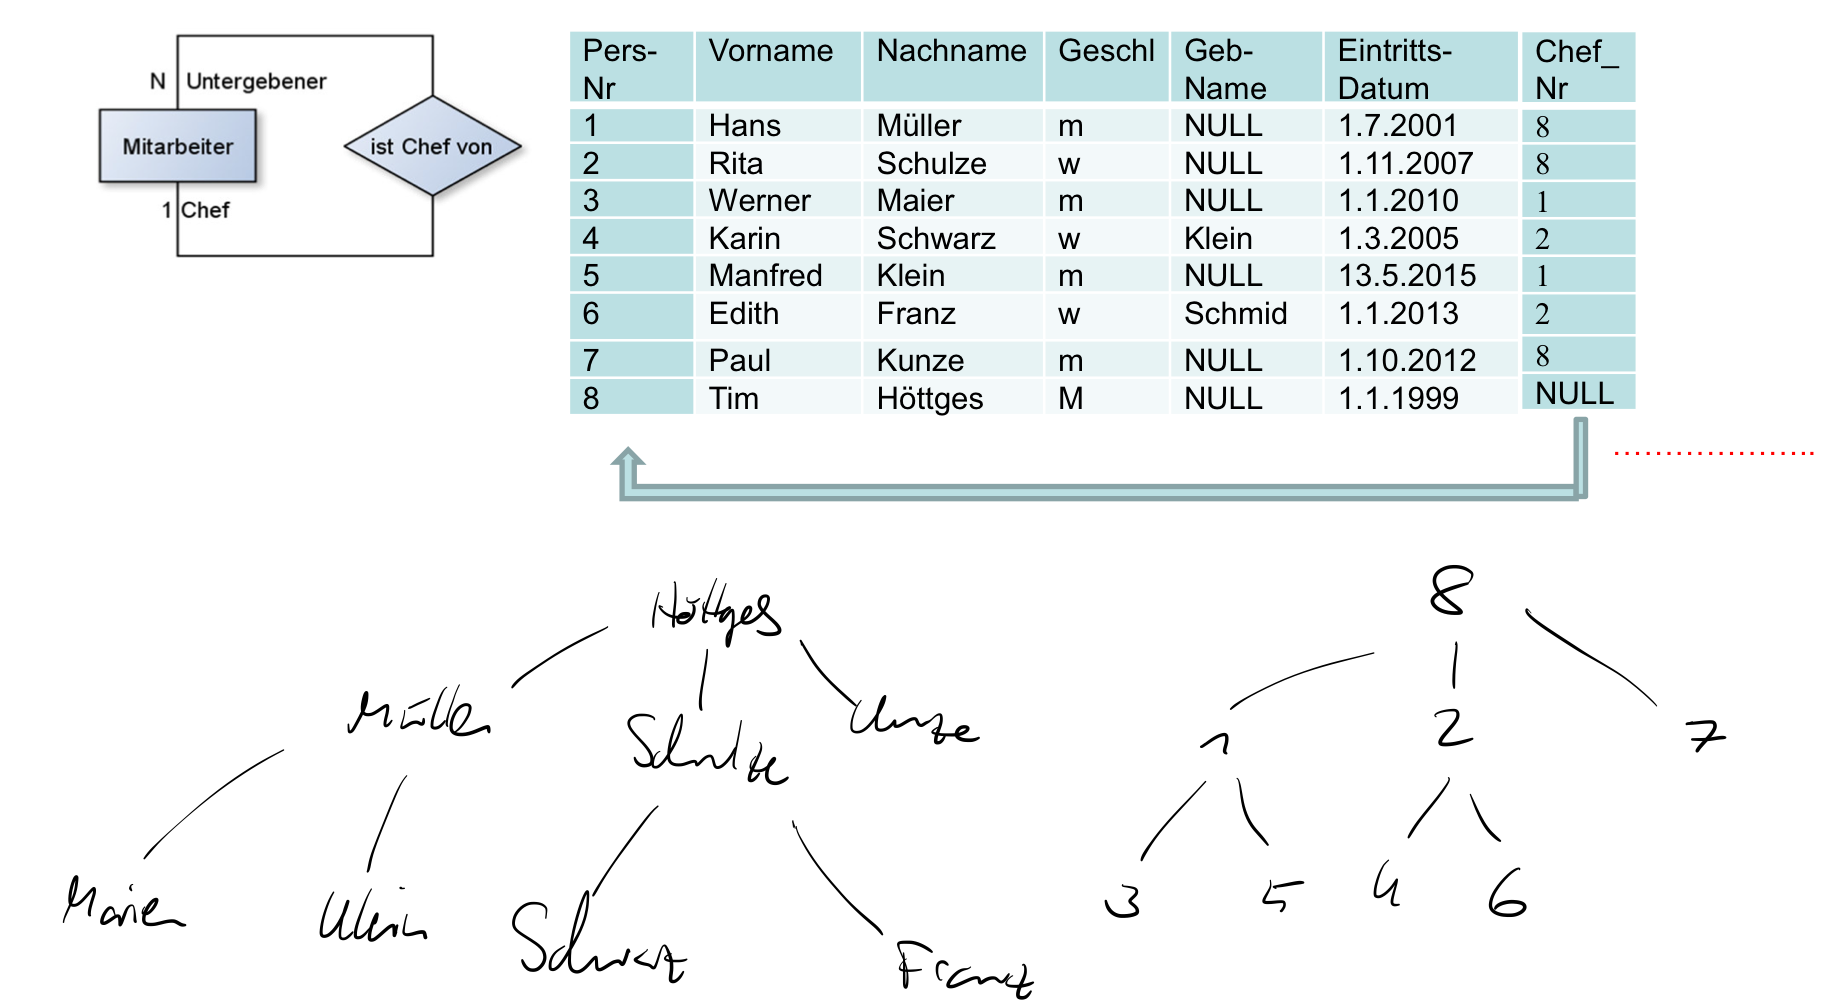 N Untergebener
Mitarbeiter
ist Chef von
1 Chef
Pers-Nr Vorname Nachname Geschl Geb-Name Eintritts-Datum Chef_Nr
1 Hans Müller m NULL 1.7.2001 8
2 Rita Schulze w NULL 1.11.2007 8
3 Werner Maier m NULL 1.1.2010 1
4 Karin Schwarz w Klein 1.3.2005 2
5 Manfred Klein m NULL 13.5.2015 1
6 Edith Franz w Schmid 1.1.2013 2
7 Paul Kunze m NULL 1.10.2012 8
8 Tim Höttges M NULL 1.1.1999 NULL
Höttges
Müller Schulze Kunze
Maier Klein Schwarz Franz
8
1 2 7
3 5 4 6